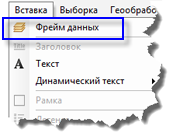 Вставка Выборка Геообрабо
Фрейм данных
Заголовок
A Текст
Динамический текст
Рамка